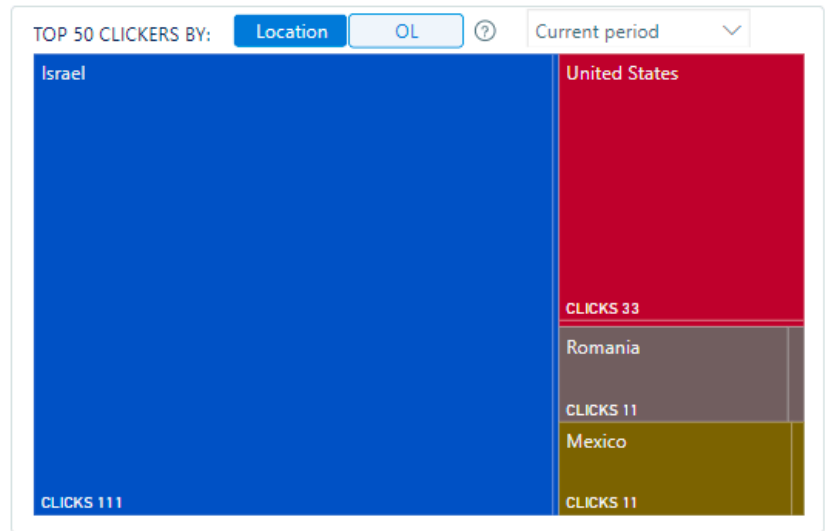 TOP 50 CLICKERS BY: Location OL ? Current period
Israel
CLICKS 111
United States
CLICKS 33
Romania
CLICKS 11
Mexico
CLICKS 11